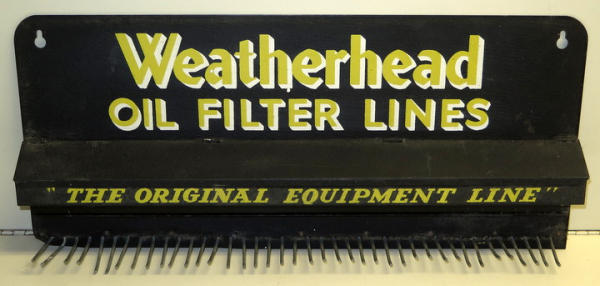 Weatherhead
OIL FILTER LINES
"THE ORIGINAL EQUIPMENT LINE"